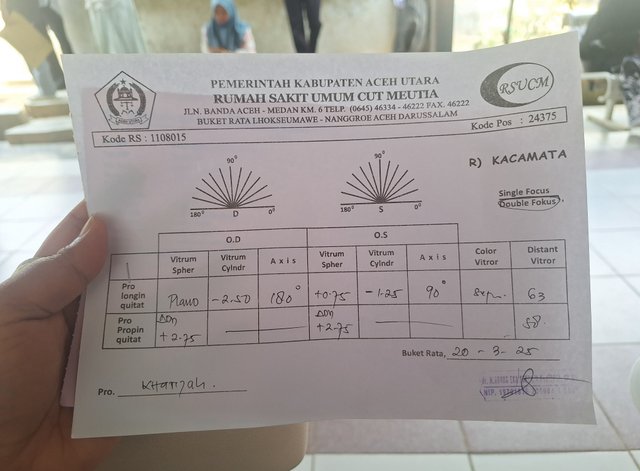 PEMERINTAH KABUPATEN ACEH UTARA
RUMAH SAKIT UMUM CUT MEUTIA
JLN. BANDA ACEH - MEDAN KM. 6 TELP. (0645) 46334 - 46222 FAX. 46222
BUKET RATA LHOKSEUMAWE - NANGGROE ACEH DARUSSALAM
RSUCM
Kode RS : 1108015
Kode Pos : 24375
R) KACAMATA
90°
180° D 0°
90°
180° S 0°
Single Focus
Double Fokus
O.D O.S
Vitrum Spher Vitrum Cylndr Axis Vitrum Spher Vitrum Cylndr Axis Color Vitror Distant Vitror
Pro longin quitat Plano -2.50 180° +0.75 -1.25 90° 63
Pro Propin quitat ADD +2.75 ADD +2.75 58.
Buket Rata, 20 - 3 - 25
Pro. Khatijah.